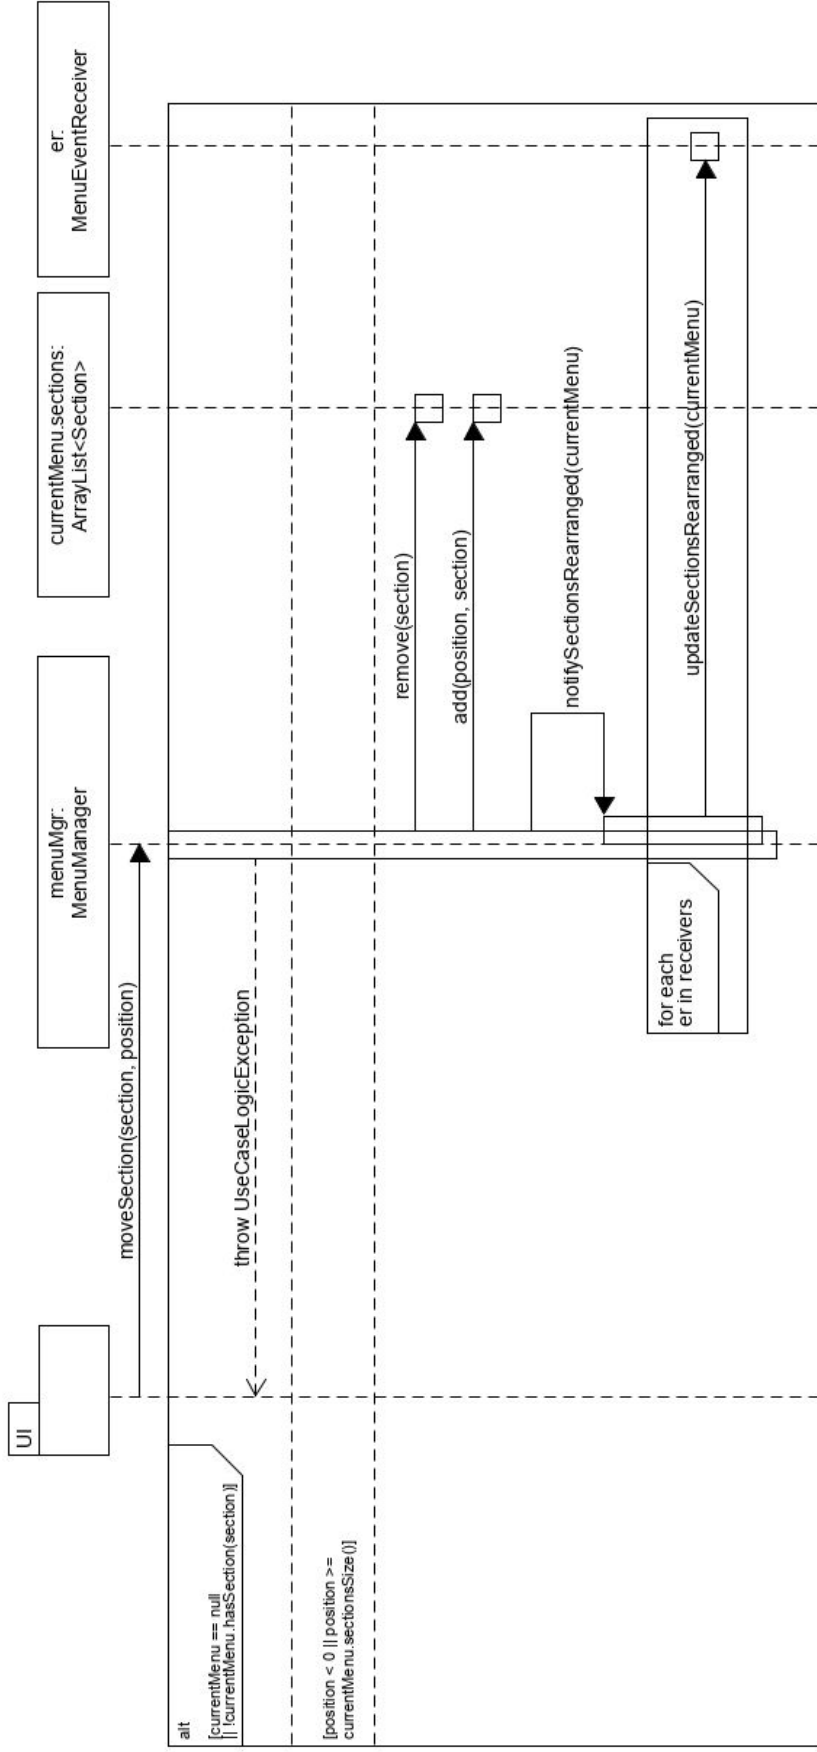 UI
menuMgr:
MenuManager
currentMenu.sections:
ArrayList<Section>
er:
MenuEventReceiver
moveSection(section, position)
alt
[currentMenu == null
|| !currentMenu.hasSection(section)]
throw UseCaseLogicException
[position < 0 || position >=
currentMenu.sectionsSize()]
remove(section)
add(position, section)
notifySectionsRearranged(currentMenu)
for each
er in receivers
updateSectionsRearranged(currentMenu)